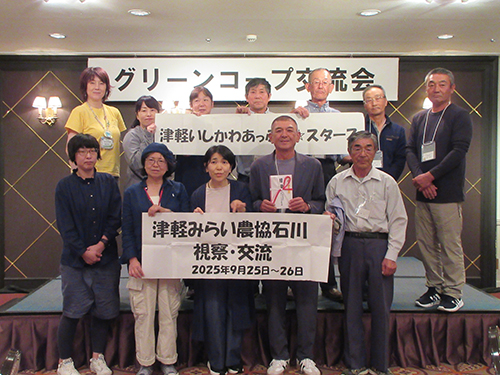 グリーンコープ交流会
津軽いしかわあっ
スターズ
津軽みらい農協石川
視察・交流
2025年9月25日～26日